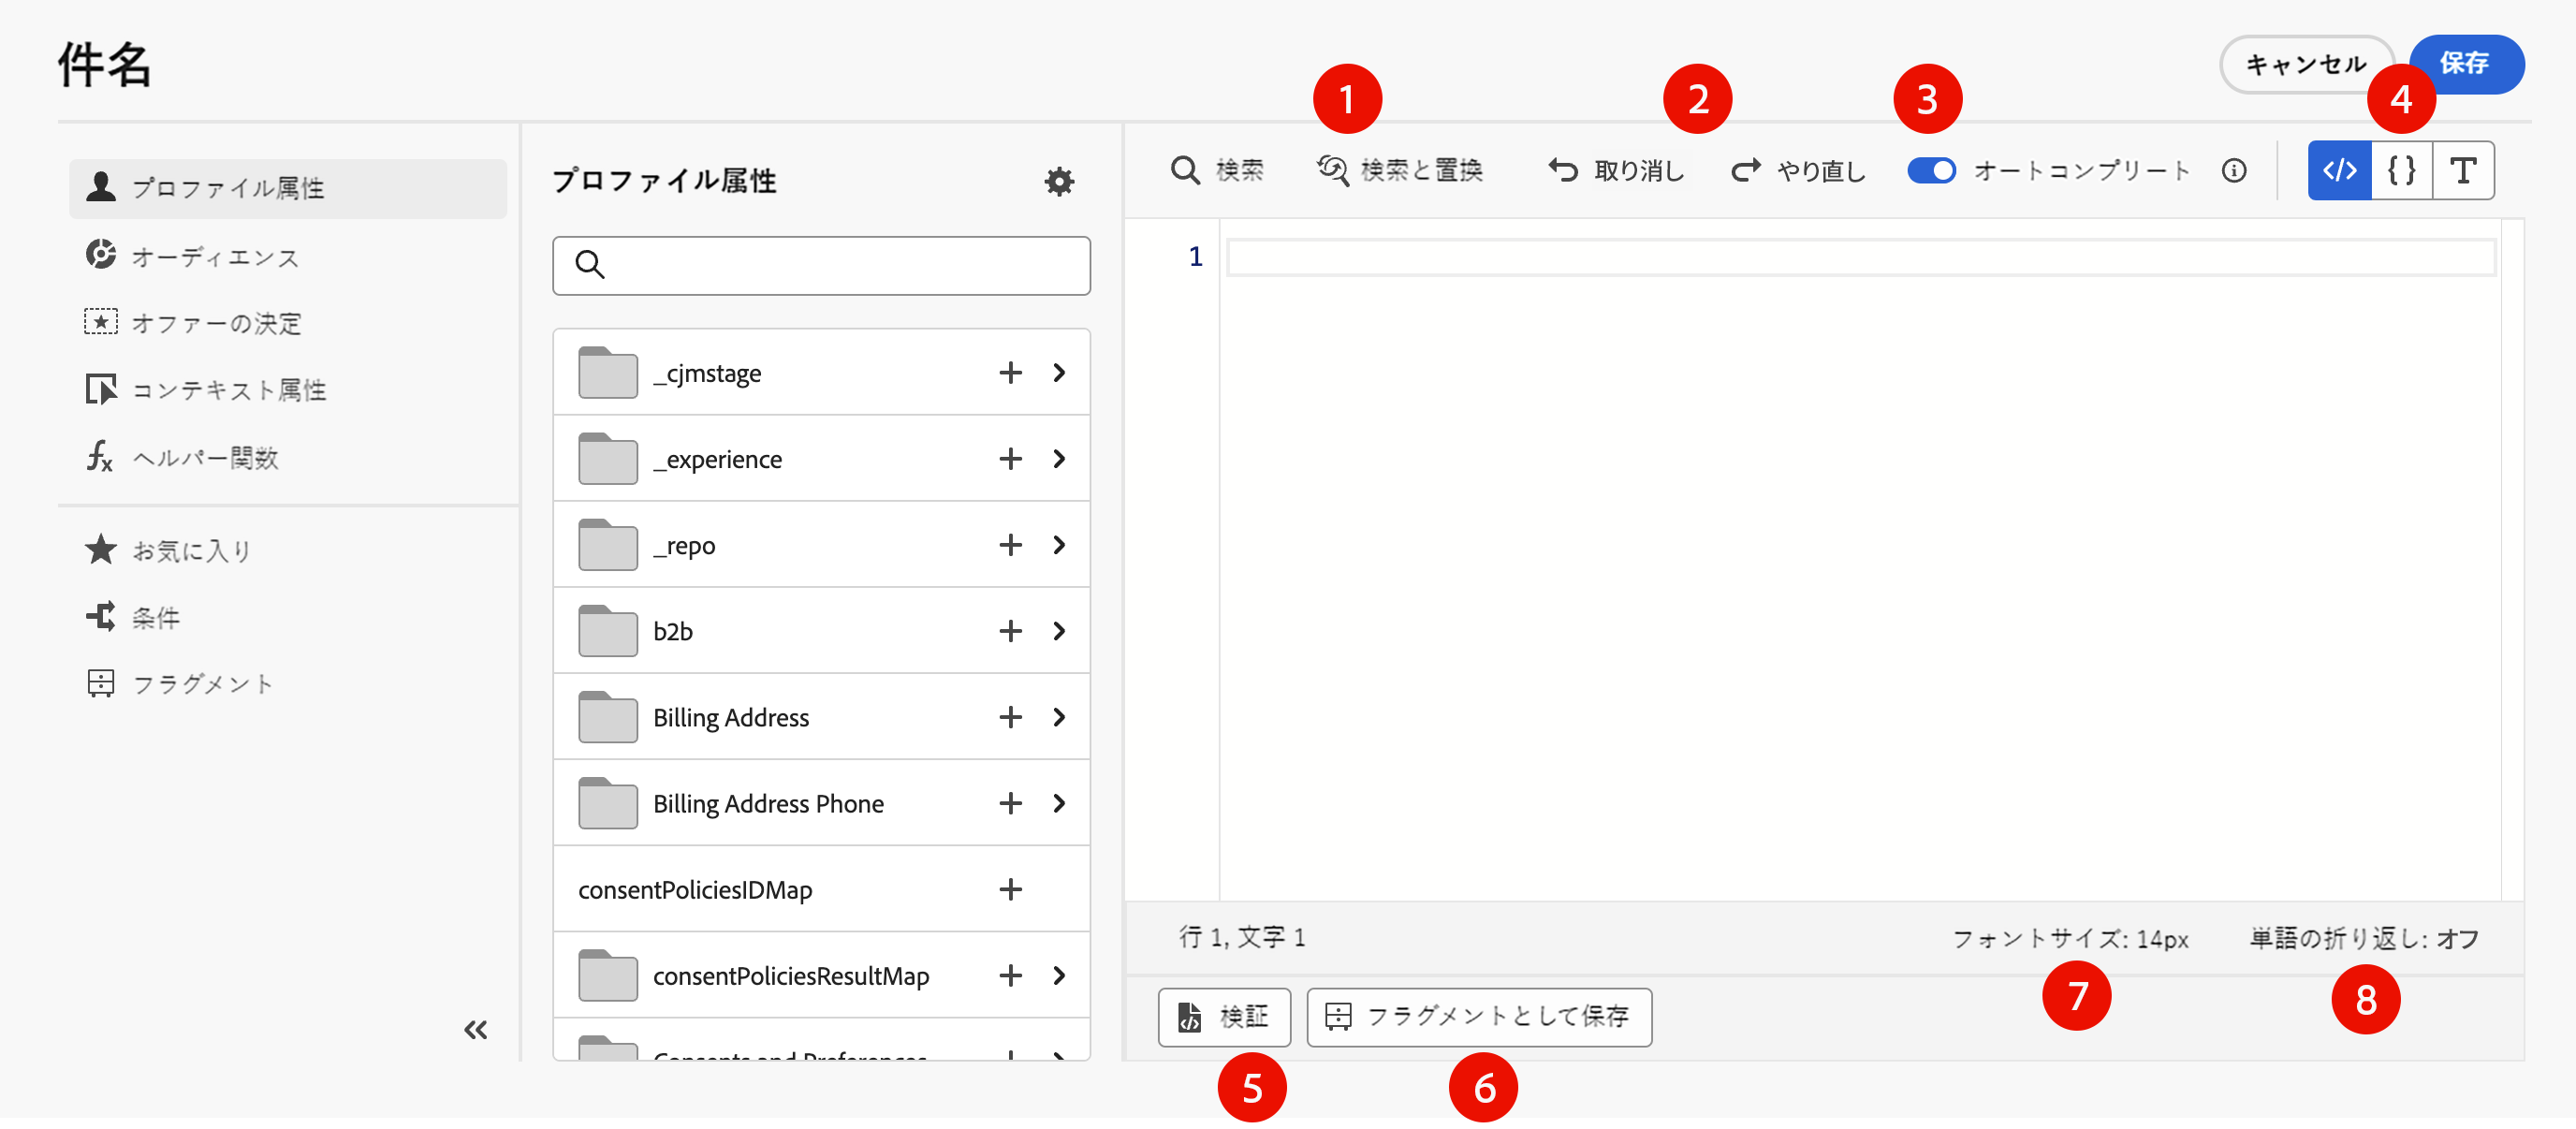 件名
キャンセル
保存
1
2
3
4
プロファイル属性
オーディエンス
オファーの決定
コンテキスト属性
ヘルパー関数
お気に入り
条件
フラグメント
プロファイル属性
_cjmstage
_experience
_repo
b2b
Billing Address
Billing Address Phone
consentPoliciesIDMap
consentPoliciesResultMap
Consents and Preferences
検索
検索と置換
取り消し
やり直し
オートコンプリート
</>
{}
T
1
行 1, 文字 1
フォントサイズ: 14px
単語の折り返し: オフ
7
8
検証
フラグメントとして保存
5
6